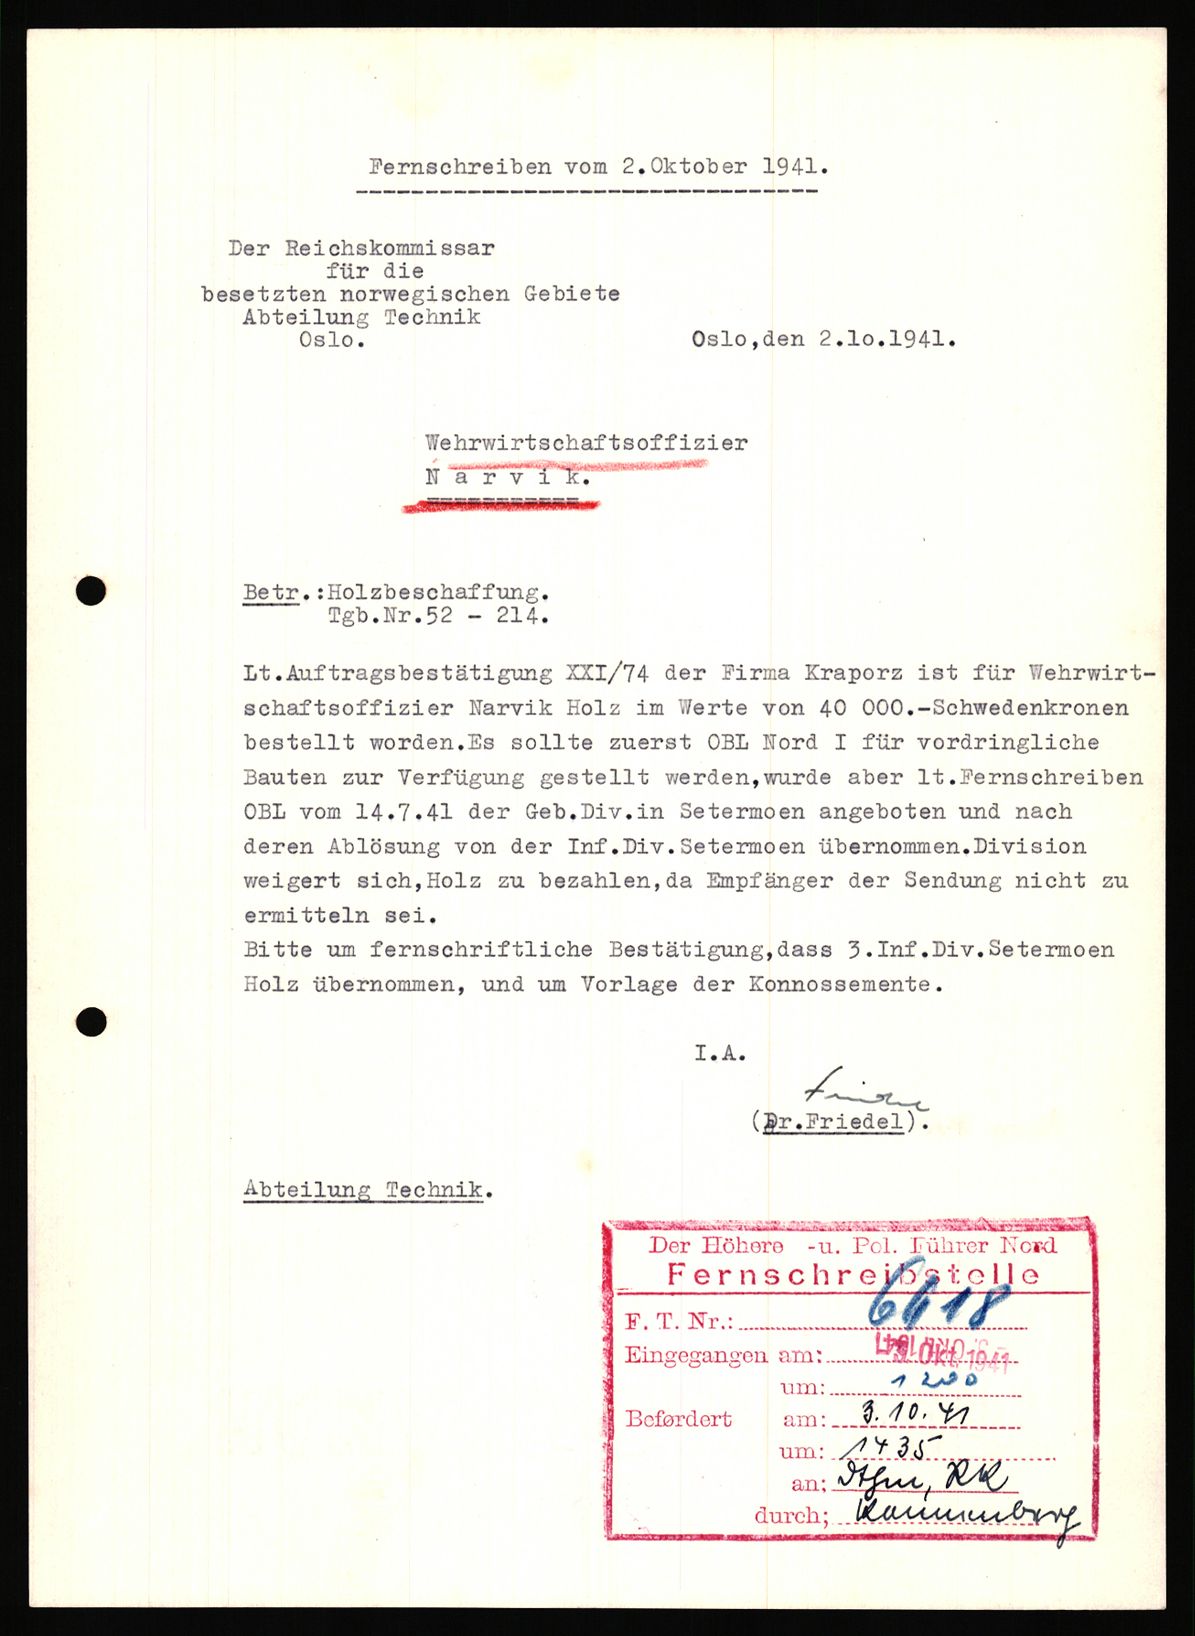 Fernschreiben vom 2.Oktober 1941.
Der Reichskommissar
für die
besetzten norwegischen Gebiete
Abteilung Technik
Oslo.
Oslo,den 2.lo.1941.
Wehrwirtschaftsoffizier
N a r v i k.
Betr.:Holzbeschaffung.
Tgb.Nr.52 - 214.
Lt.Auftragsbestätigung XXI/74 der Firma Kraporz ist für Wehrwirt-
schaftsoffizier Narvik Holz im Werte von 40 000.-Schwedenkronen
bestellt worden.Es sollte zuerst OBL Nord I für vordringliche
Bauten zur Verfügung gestellt werden,wurde aber lt.Fernschreiben
OBL vom 14.7.41 der Geb.Div.in Setermoen angeboten und nach
deren Ablösung von der Inf.Div.Setermoen übernommen.Division
weigert sich,Holz zu bezahlen,da Empfänger der Sendung nicht zu
ermitteln sei.
Bitte um fernschriftliche Bestätigung,dass 3.Inf.Div.Setermoen
Holz übernommen, und um Vorlage der Konnossemente.
I.A.
(Dr.Friedel).
Abteilung Technik.
Der Höhere -u. Pol. Führer Nord
Fernschreibstelle
F. T. Nr.: 6418
Eingegangen am: Okt. 1941
um: 1200
Befördert am: 3.10.41
um: 1435
an: RK
durch; Kannenberg